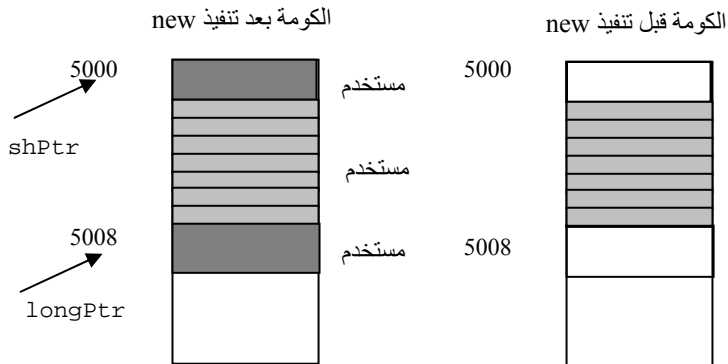 الكومة قبل تنفيذ new
الكومة بعد تنفيذ new
5000
5000
مستخدم
shPtr
مستخدم
5008
5008
مستخدم
longPtr